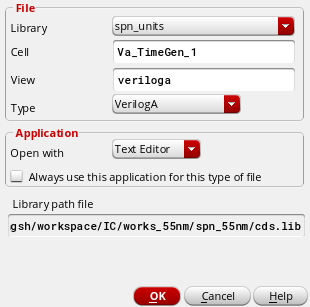 File
Library spn_units
Cell Va_TimeGen_1
View veriloga
Type VerilogA
Application
Open with Text Editor
Always use this application for this type of file
Library path file
gsh/workspace/IC/works_55nm/spn_55nm/cds.lib
OK Cancel Help